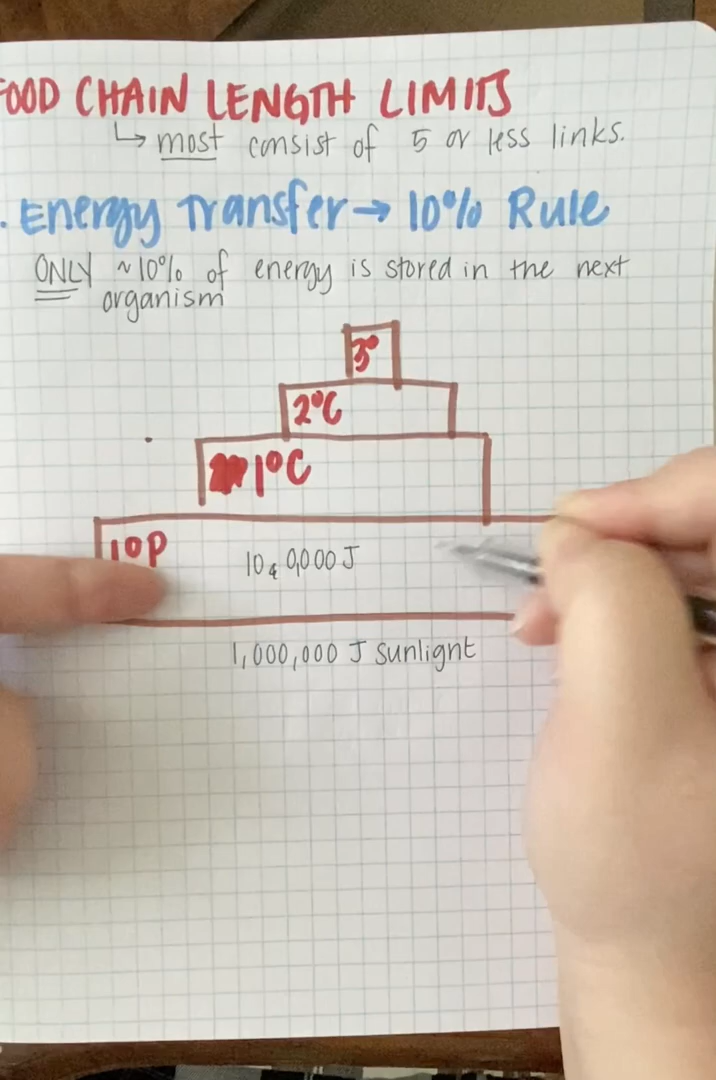 FOOD CHAIN LENGTH LIMITS
↳ most consist of 5 or less links.
. Energy Transfer → 10% Rule
ONLY ~10% of energy is stored in the next
organism
3°
2°C
1°C
1°P
0,000 J
1,000,000 J sunlight